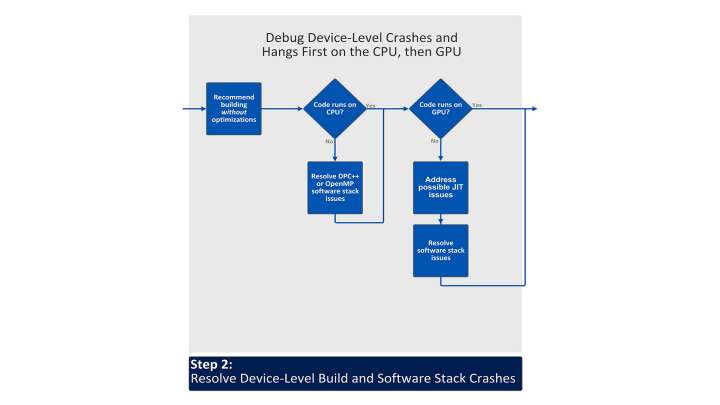 Debug Device-Level Crashes and
Hangs First on the CPU, then GPU
Recommend
building
without
optimizations
Code runs on
CPU?
Yes
No
Resolve DPC++
or OpenMP
software stack
issues
Code runs on
GPU?
Yes
No
Address
possible JIT
issues
Resolve
software stack
issues
Step 2:
Resolve Device-Level Build and Software Stack Crashes